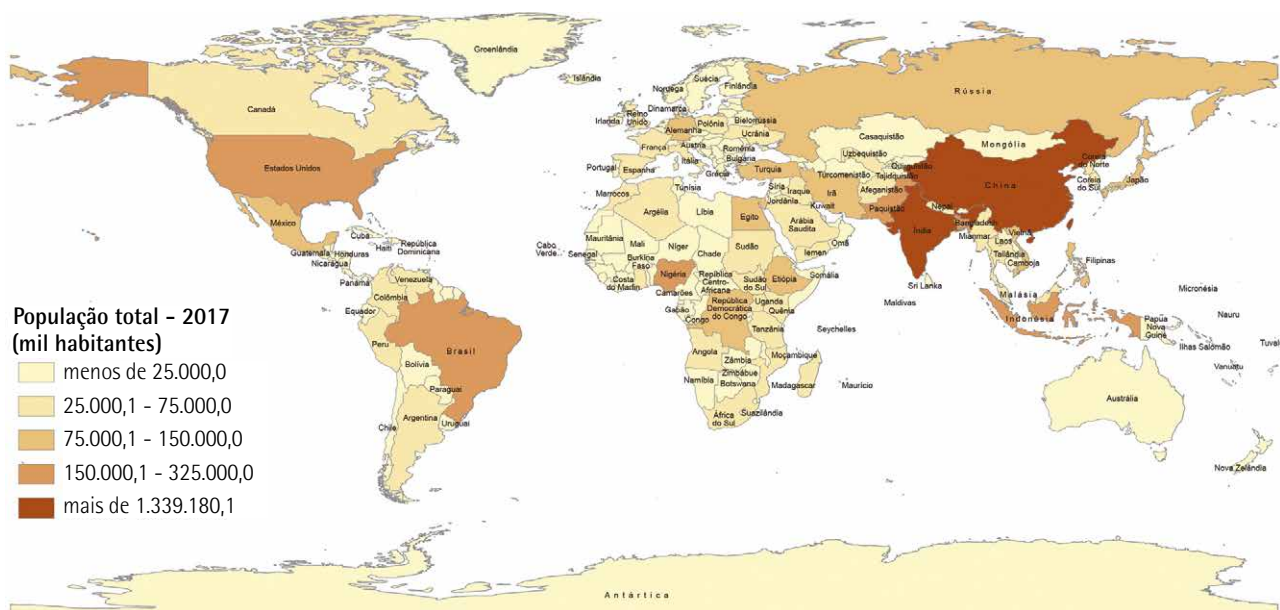 População total - 2017
(mil habitantes)
menos de 25.000,0
25.000,1 - 75.000,0
75.000,1 - 150.000,0
150.000,1 - 325.000,0
mais de 1.339.180,1
Groenlândia
Islândia
Canadá
Estados Unidos
México
Cuba
Haiti
República
Dominicana
Guatemala
Honduras
Nicarágua
Panamá
Venezuela
Colômbia
Equador
Peru
Brasil
Bolívia
Paraguai
Chile
Argentina
Uruguai
Noruega
Suécia
Finlândia
Dinamarca
Irlanda
Reino
Unido
Polônia
Bielorrússia
Alemanha
Ucrânia
França
Áustria
Romênia
Bulgária
Portugal
Espanha
Itália
Grécia
Turquia
Rússia
Casaquistão
Mongólia
Uzbequistão
Quirguistão
Turcomenistão
Tajidquistão
China
Coreia
do Norte
Coreia
do Sul
Japão
Síria
Iraque
Irã
Afeganistão
Jordânia
Kuwait
Paquistão
Nepal
Arábia
Saudita
Omã
Iemen
Índia
Bangladesh
Mianmar
Laos
Vietnã
Tailândia
Camboja
Filipinas
Sri Lanka
Maldivas
Malásia
Indonésia
Papua
Nova
Guiné
Micronésia
Nauru
Ilhas Salomão
Tuval
Vanuatu
Austrália
Nova Zelândia
Marrocos
Tunísia
Argélia
Líbia
Egito
Cabo
Verde
Mauritânia
Senegal
Mali
Níger
Chade
Sudão
Burkina
Faso
Costa
do Marfin
Nigéria
Camarões
República
Centro-
Africana
Sudão
do Sul
Etiópia
Somália
Gabão
Congo
República
Democrática
do Congo
Uganda
Quênia
Tanzânia
Seychelles
Angola
Zâmbia
Moçambique
Zimbábue
Namíbia
Botswana
Madagascar
Maurício
África
do Sul
Suazilândia
Antártica